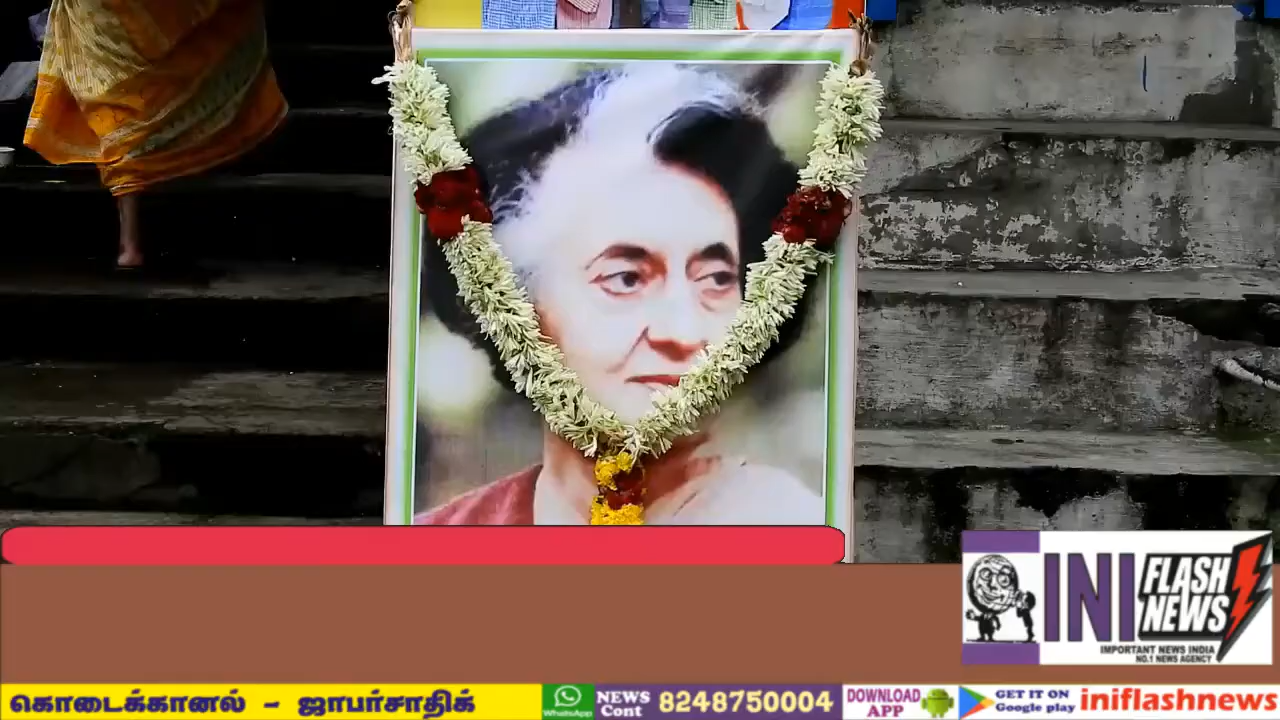 INI
FLASH
NEWS
IMPORTANT NEWS INDIA
NO.1 NEWS AGENCY
கொடைக்கானல் - ஜாபர்சாதிக்
WhatsApp
NEWS
Cont
8248750004
DOWNLOAD
APP
GET IT ON
Google play
iniflashnews